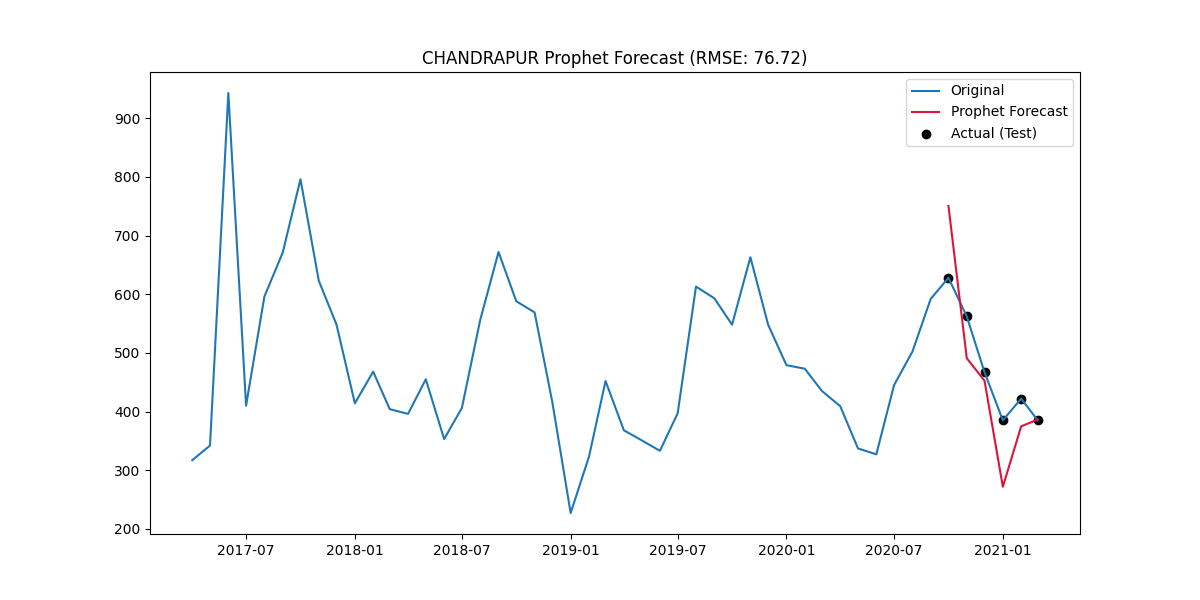 CHANDRAPUR Prophet Forecast (RMSE: 76.72)
Original
Prophet Forecast
Actual (Test)
900
800
700
600
500
400
300
200
2017-07 2018-01 2018-07 2019-01 2019-07 2020-01 2020-07 2021-01